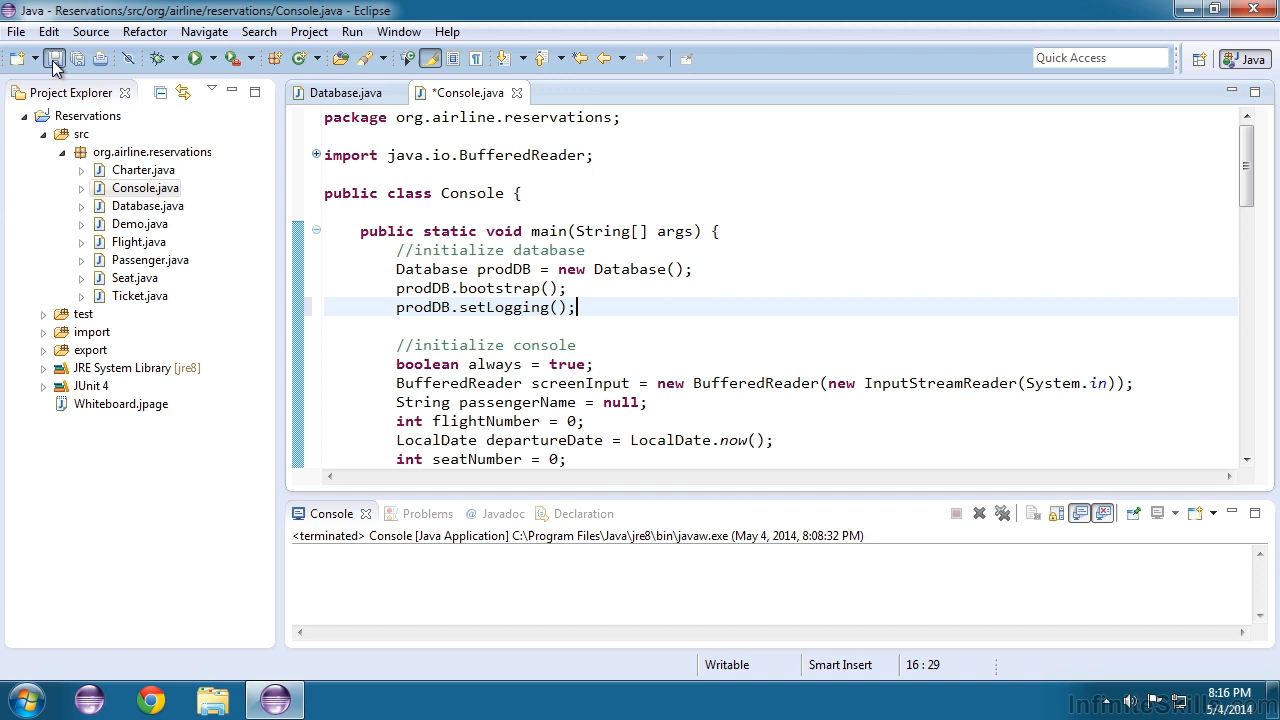 Java - Reservations/src/org/airline/reservations/Console.java - Eclipse
File Edit Source Refactor Navigate Search Project Run Window Help
Quick Access
Java
Project Explorer
Database.java
*Console.java
Reservations
src
org.airline.reservations
Charter.java
Console.java
Database.java
Demo.java
Flight.java
Passenger.java
Seat.java
Ticket.java
test
import
export
JRE System Library [jre8]
JUnit 4
Whiteboard.jpage
package org.airline.reservations;
import java.io.BufferedReader;
public class Console {
public static void main(String[] args) {
//initialize database
Database prodDB = new Database();
prodDB.bootstrap();
prodDB.setLogging();
//initialize console
boolean always = true;
BufferedReader screenInput = new BufferedReader(new InputStreamReader(System.in));
String passengerName = null;
int flightNumber = 0;
LocalDate departureDate = LocalDate.now();
int seatNumber = 0;
Console Problems @ Javadoc Declaration
<terminated> Console [Java Application] C:\Program Files\Java\jre8\bin\javaw.exe (May 4, 2014, 8:08:32 PM)
Writable Smart Insert 16 : 29
8:16 PM
5/4/2014
InfiniteSkills.com